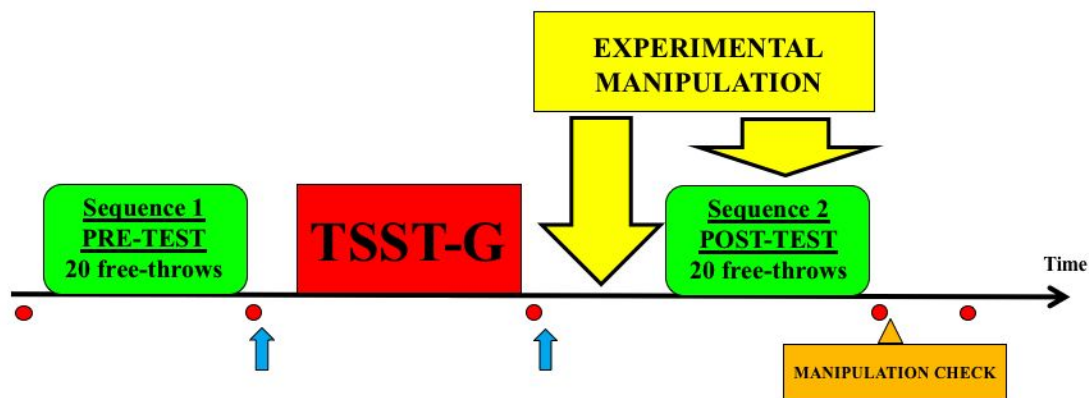 EXPERIMENTAL
MANIPULATION
Sequence 1
PRE-TEST
20 free-throws
TSST-G
Sequence 2
POST-TEST
20 free-throws
Time
MANIPULATION CHECK